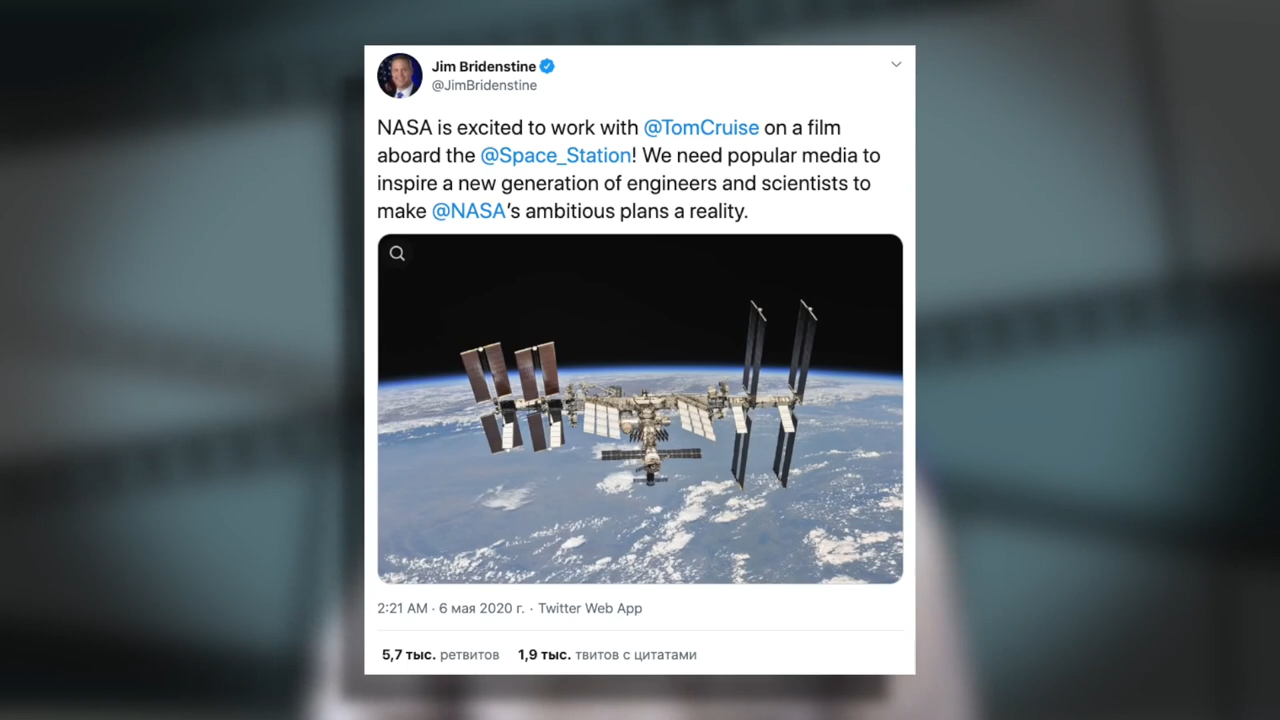 Jim Bridenstine
@JimBridenstine
NASA is excited to work with @TomCruise on a film
aboard the @Space_Station! We need popular media to
inspire a new generation of engineers and scientists to
make @NASA's ambitious plans a reality.
2:21 AM · 6 мая 2020 г. · Twitter Web App
5,7 тыс. ретвитов 1,9 тыс. твитов с цитатами